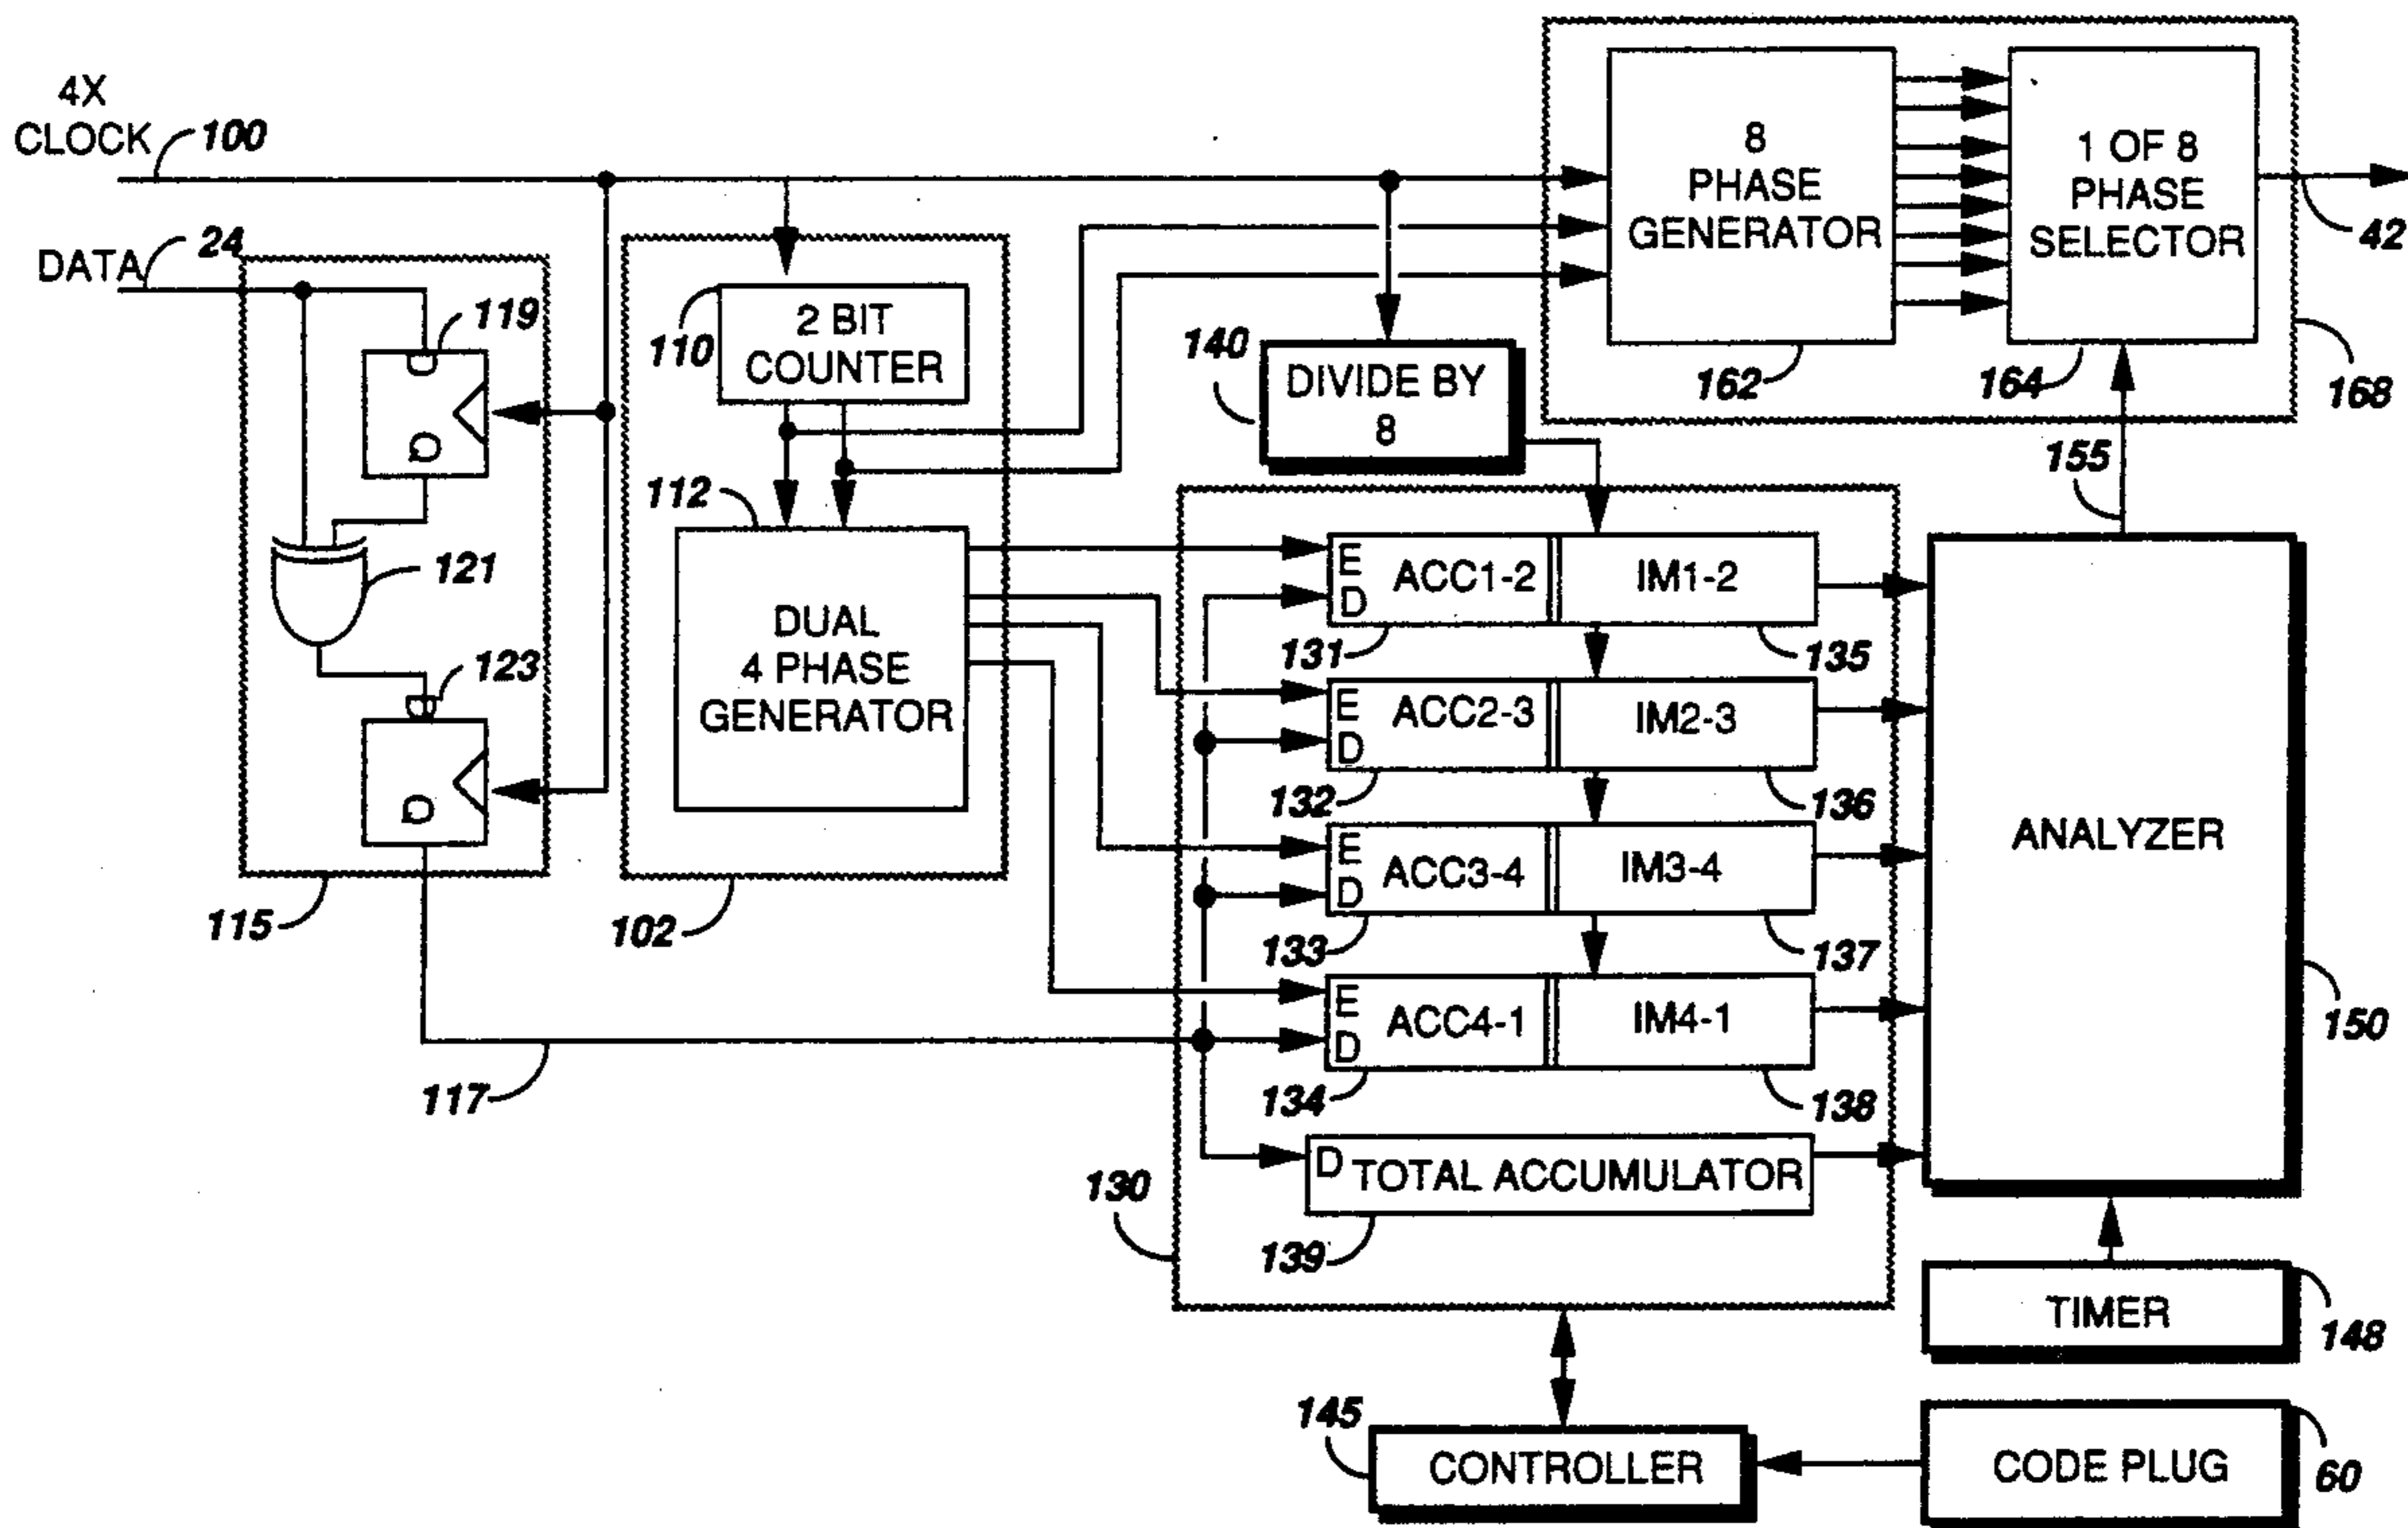 4X
CLOCK
100
DATA
24
119
D
Q
121
123
D
Q
115
117
110
2 BIT
COUNTER
112
DUAL
4 PHASE
GENERATOR
102
140
DIVIDE BY
8
8
PHASE
GENERATOR
162
1 OF 8
PHASE
SELECTOR
164
42
168
155
E
D
ACC1-2
IM1-2
131
135
E
D
ACC2-3
IM2-3
132
136
E
D
ACC3-4
IM3-4
133
137
E
D
ACC4-1
IM4-1
134
138
D
TOTAL ACCUMULATOR
139
130
ANALYZER
150
TIMER
148
145
CONTROLLER
CODE PLUG
60